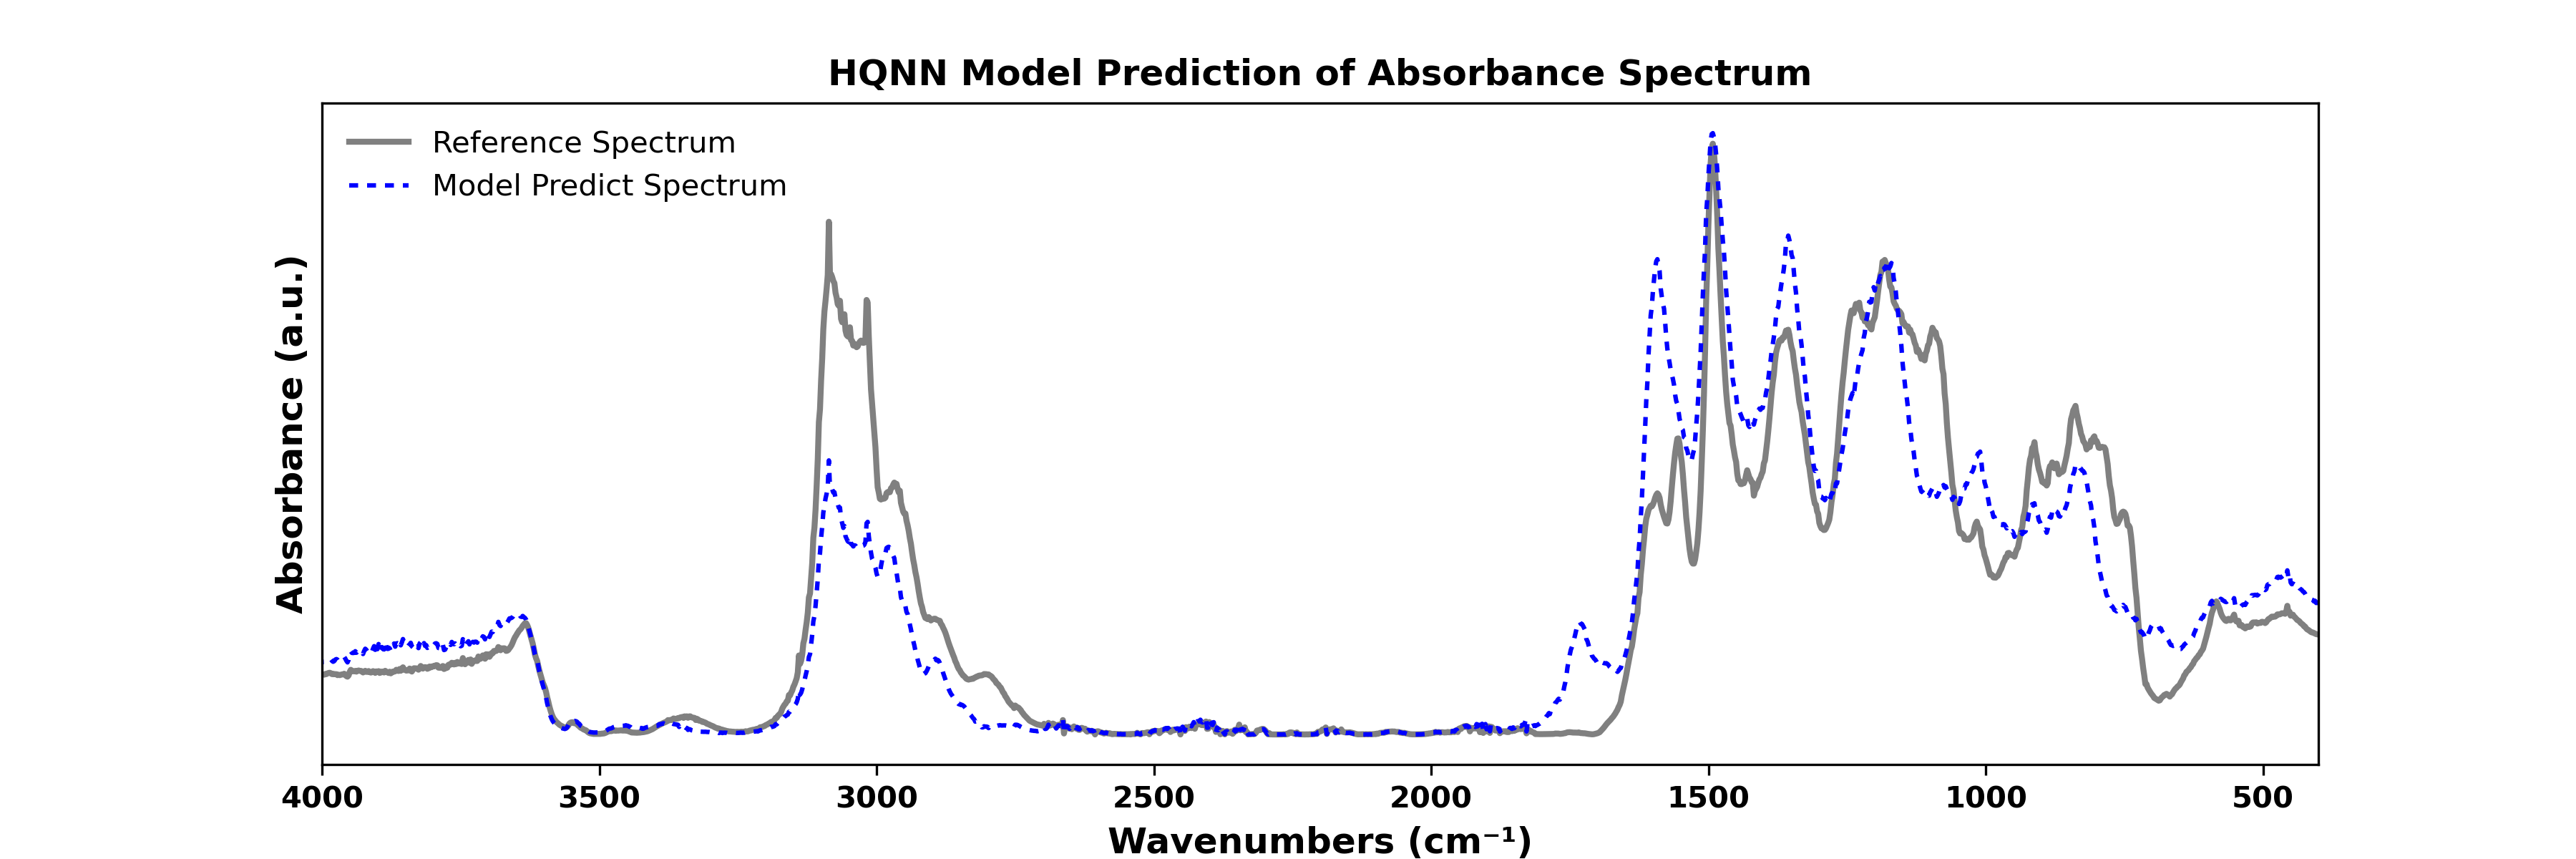 HQNN Model Prediction of Absorbance Spectrum
Reference Spectrum
Model Predict Spectrum
Absorbance (a.u.)
4000 3500 3000 2500 2000 1500 1000 500
Wavenumbers (cm⁻¹)